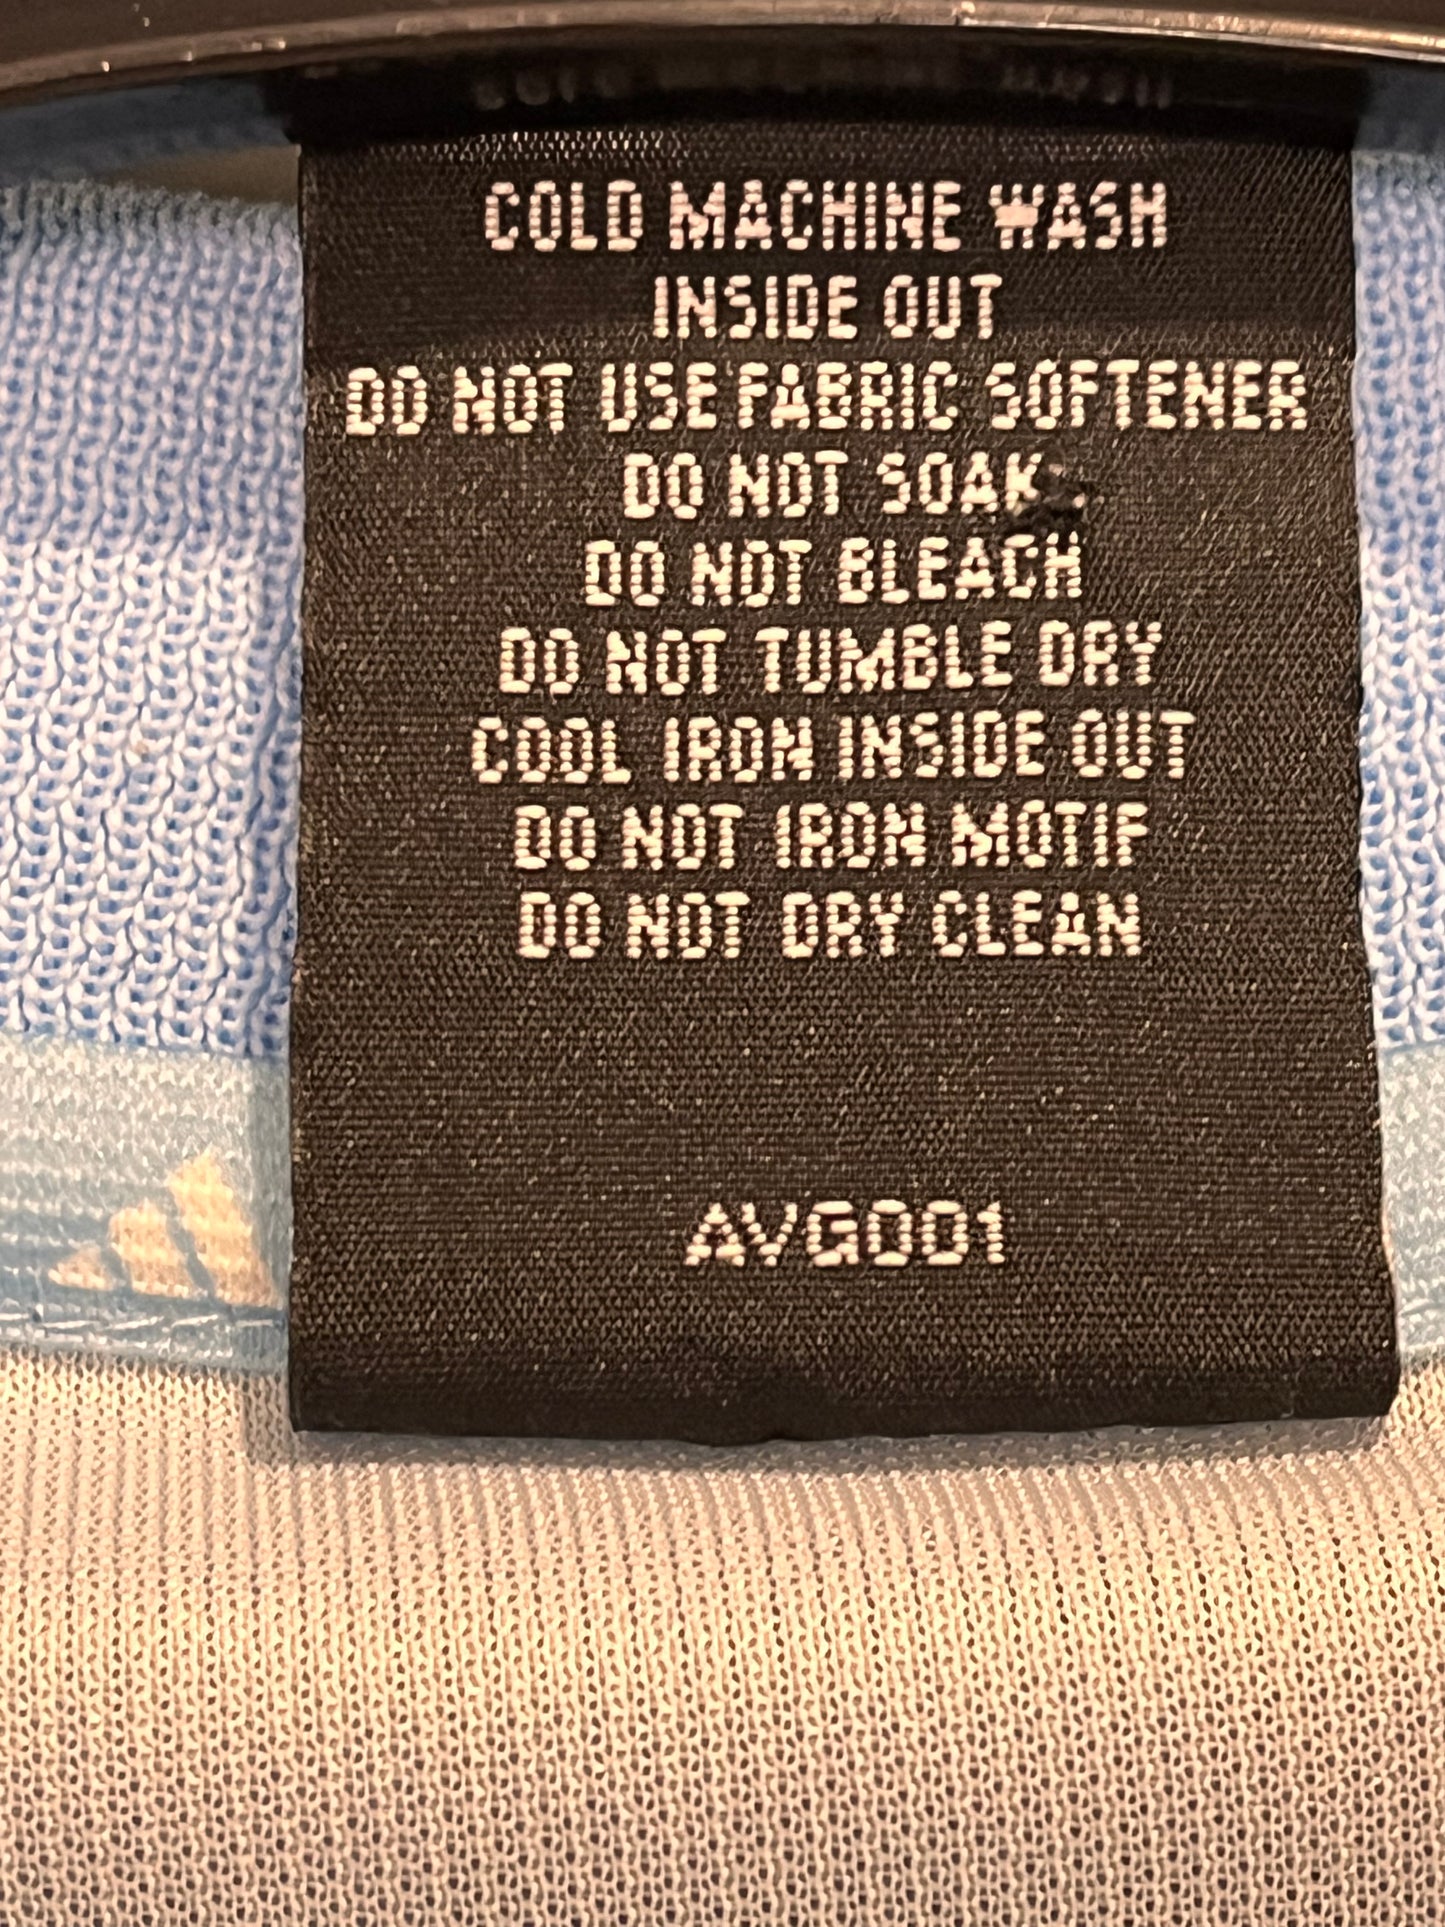 COLD MACHINE WASH
INSIDE OUT
DO NOT USE FABRIC SOFTENER
DO NOT SOAK
DO NOT BLEACH
DO NOT TUMBLE DRY
COOL IRON INSIDE OUT
DO NOT IRON MOTIF
DO NOT DRY CLEAN
AVG001